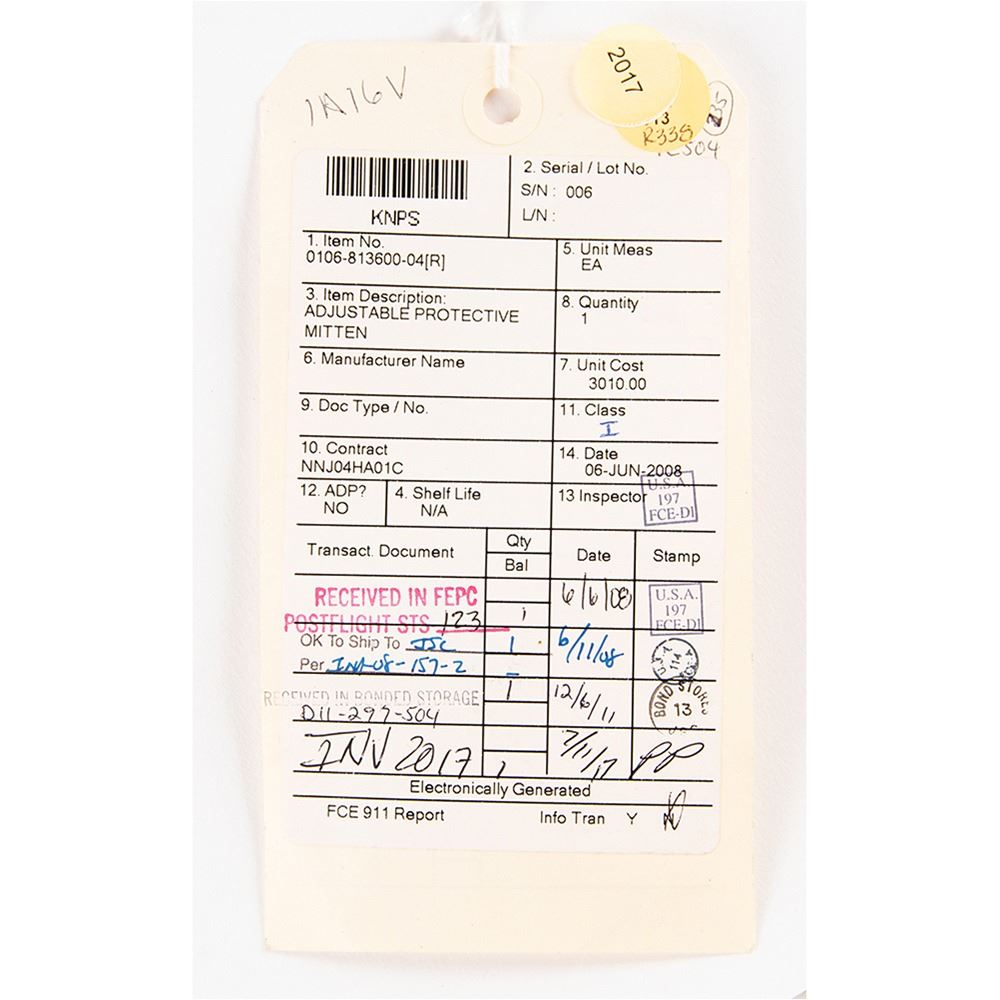 1A16V
2017
13
R338
235
KNPS
2. Serial / Lot No.
S/N : 006
L/N :
1. Item No.
0106-813600-04[R]
5. Unit Meas
EA
3. Item Description:
ADJUSTABLE PROTECTIVE
MITTEN
8. Quantity
1
6. Manufacturer Name
7. Unit Cost
3010.00
9. Doc Type / No.
11. Class
I
10. Contract
NNJ04HA01C
14. Date
06-JUN-2008
12. ADP?
NO
4. Shelf Life
N/A
13 Inspector
U.S.A.
197
FCE-DI
Transact. Document
Qty
Bal
Date
Stamp
RECEIVED IN FEPC
POSTFLIGHT STS 123
1
6/6/08
U.S.A.
197
FCE-DI
OK To Ship To JSC
Per
1
6/11/08
U.S.A.
114
RECEIVED IN BONDED STORAGE
D11-297-504
1
12/6/11
BOND STORES
13
INV 2017
1
7/11/17
PP
Electronically Generated
FCE 911 Report
Info Tran Y